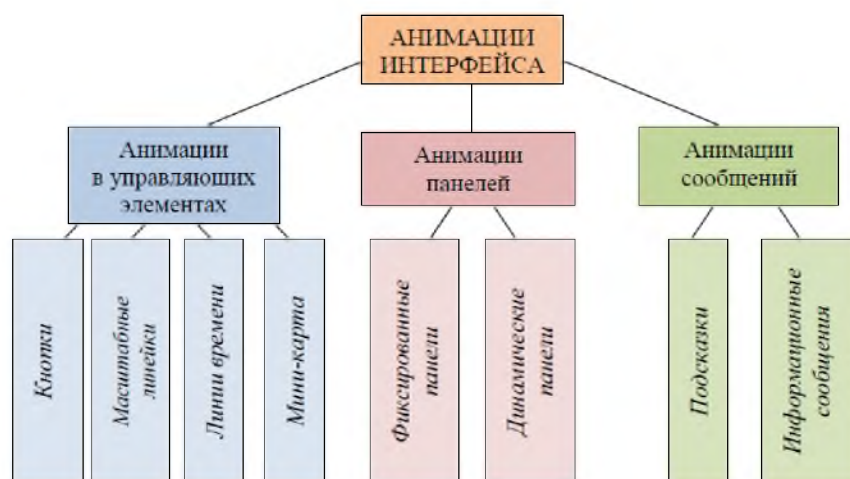 АНИМАЦИИ
ИНТЕРФЕЙСА
Анимации
в управляющих
элементах
Анимации
панелей
Анимации
сообщений
Кнопки
Масштабные
линейки
Линии времени
Мини-карта
Фиксированные
панели
Динамические
панели
Подсказки
Информационные
сообщения